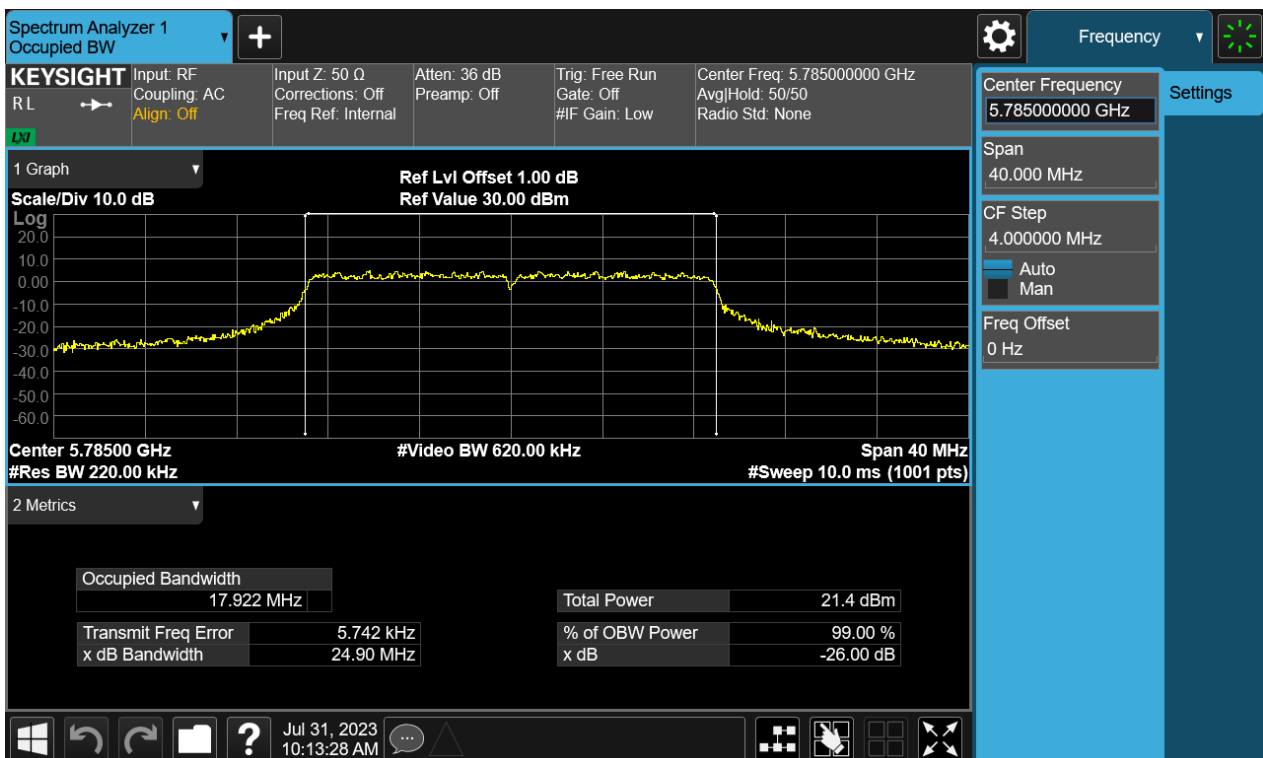 Spectrum Analyzer 1
Occupied BW
Frequency
KEYSIGHT
R L
LXI
Input: RF
Coupling: AC
Align: Off
Input Z: 50 Ω
Corrections: Off
Freq Ref: Internal
Atten: 36 dB
Preamp: Off
Trig: Free Run
Gate: Off
#IF Gain: Low
Center Freq: 5.785000000 GHz
Avg|Hold: 50/50
Radio Std: None
Center Frequency
5.785000000 GHz
Settings
Span
40.000 MHz
CF Step
4.000000 MHz
Auto
Man
Freq Offset
0 Hz
1 Graph
Ref Lvl Offset 1.00 dB
Scale/Div 10.0 dB
Ref Value 30.00 dBm
Log
20.0
10.0
0.00
-10.0
-20.0
-30.0
-40.0
-50.0
-60.0
Center 5.78500 GHz
#Video BW 620.00 kHz
Span 40 MHz
#Res BW 220.00 kHz
#Sweep 10.0 ms (1001 pts)
2 Metrics
Occupied Bandwidth
17.922 MHz
Total Power 21.4 dBm
Transmit Freq Error 5.742 kHz
% of OBW Power 99.00 %
x dB Bandwidth 24.90 MHz
x dB -26.00 dB
Jul 31, 2023
10:13:28 AM